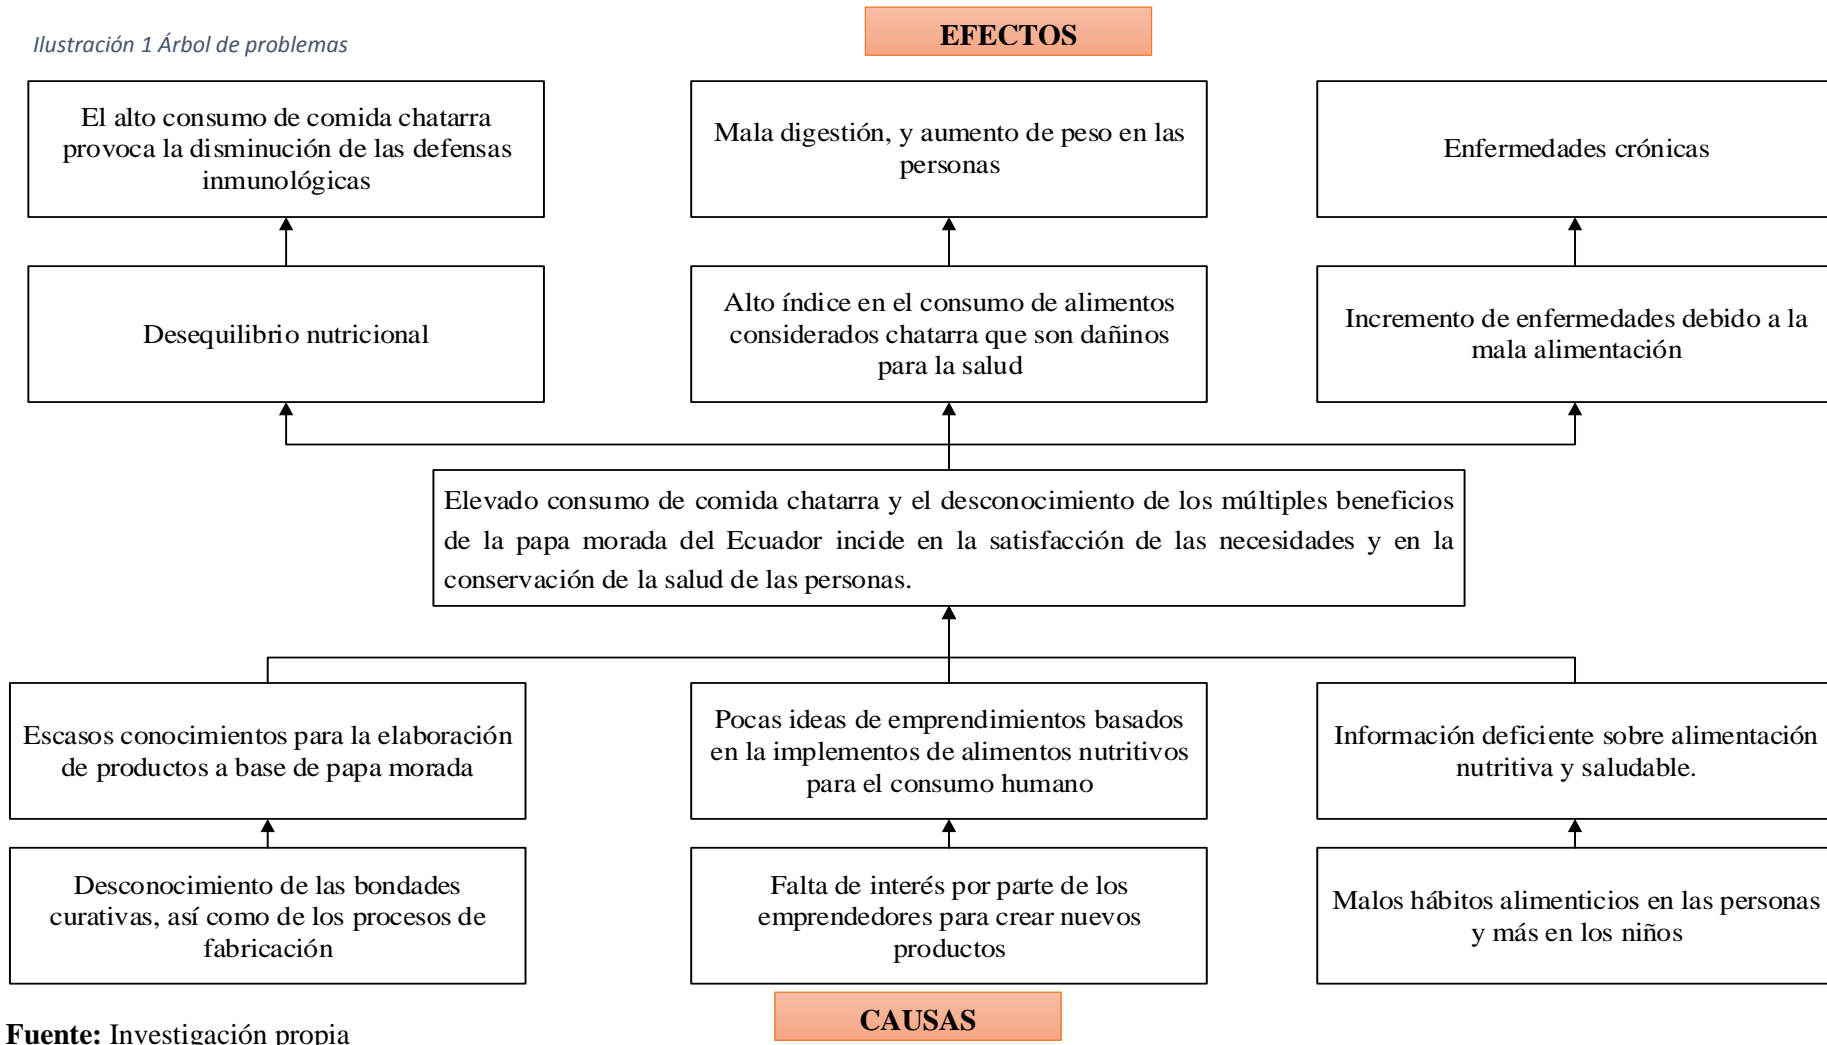 EFECTOS
Ilustración 1 Árbol de problemas
El alto consumo de comida chatarra
provoca la disminución de las defensas
inmunológicas
Mala digestión, y aumento de peso en las
personas
Enfermedades crónicas
Desequilibrio nutricional
Alto índice en el consumo de alimentos
considerados chatarra que son dañinos
para la salud
Incremento de enfermedades debido a la
mala alimentación
Elevado consumo de comida chatarra y el desconocimiento de los múltiples beneficios
de la papa morada del Ecuador incide en la satisfacción de las necesidades y en la
conservación de la salud de las personas.
Escasos conocimientos para la elaboración
de productos a base de papa morada
Pocas ideas de emprendimientos basados
en la implementos de alimentos nutritivos
para el consumo humano
Información deficiente sobre alimentación
nutritiva y saludable.
Desconocimiento de las bondades
curativas, así como de los procesos de
fabricación
Falta de interés por parte de los
emprendedores para crear nuevos
productos
Malos hábitos alimenticios en las personas
y más en los niños
CAUSAS
Fuente: Investigación propia